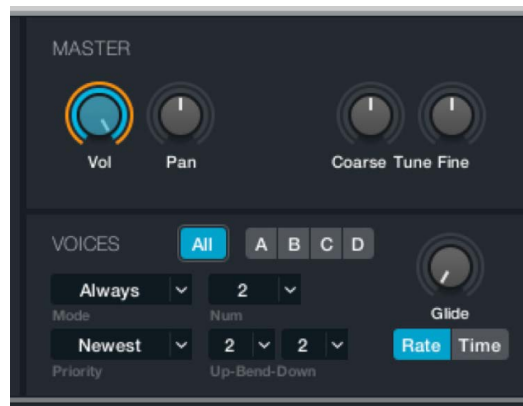 MASTER
Vol Pan Coarse Tune Fine
VOICES All A B C D
Always 2
Mode Num Glide
Newest 2 2 Rate Time
Priority Up-Bend-Down